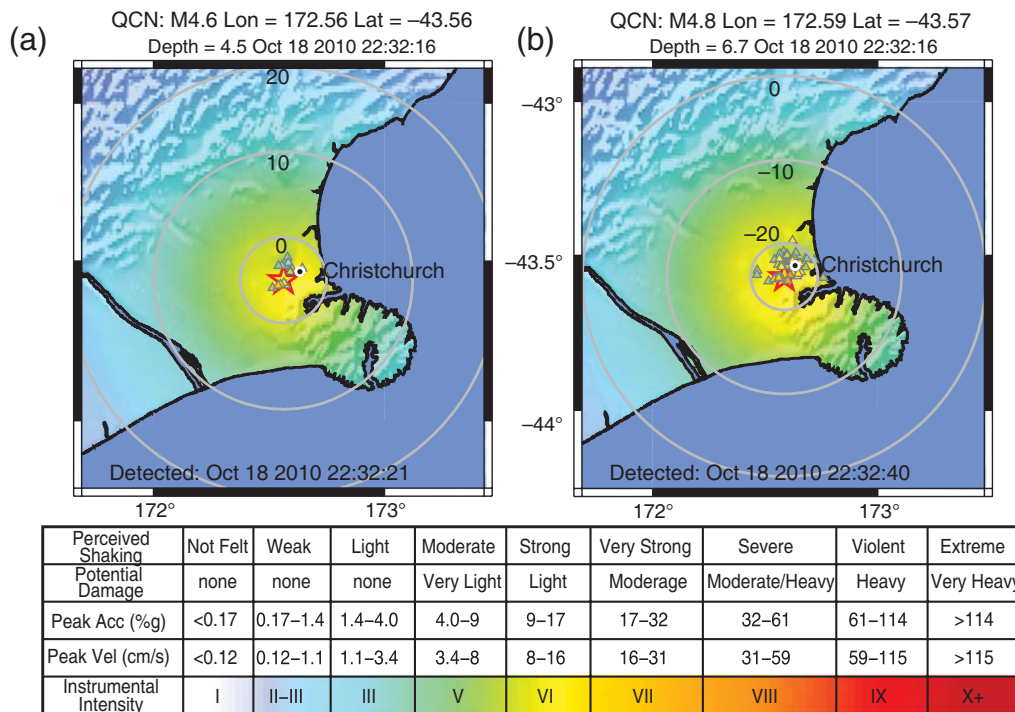 (a)
QCN: M4.6 Lon = 172.56 Lat = −43.56
Depth = 4.5 Oct 18 2010 22:32:16
20
10
0
Christchurch
Detected: Oct 18 2010 22:32:21
172°
173°
(b)
QCN: M4.8 Lon = 172.59 Lat = −43.57
Depth = 6.7 Oct 18 2010 22:32:16
0
−10
−20
Christchurch
−43°
−43.5°
−44°
Detected: Oct 18 2010 22:32:40
172°
173°
Perceived Shaking Not Felt Weak Light Moderate Strong Very Strong Severe Violent Extreme
Potential Damage none none none Very Light Light Moderage Moderate/Heavy Heavy Very Heavy
Peak Acc (%g) <0.17 0.17–1.4 1.4–4.0 4.0–9 9–17 17–32 32–61 61–114 >114
Peak Vel (cm/s) <0.12 0.12–1.1 1.1–3.4 3.4–8 8–16 16–31 31–59 59–115 >115
Instrumental Intensity I II–III III V VI VII VIII IX X+